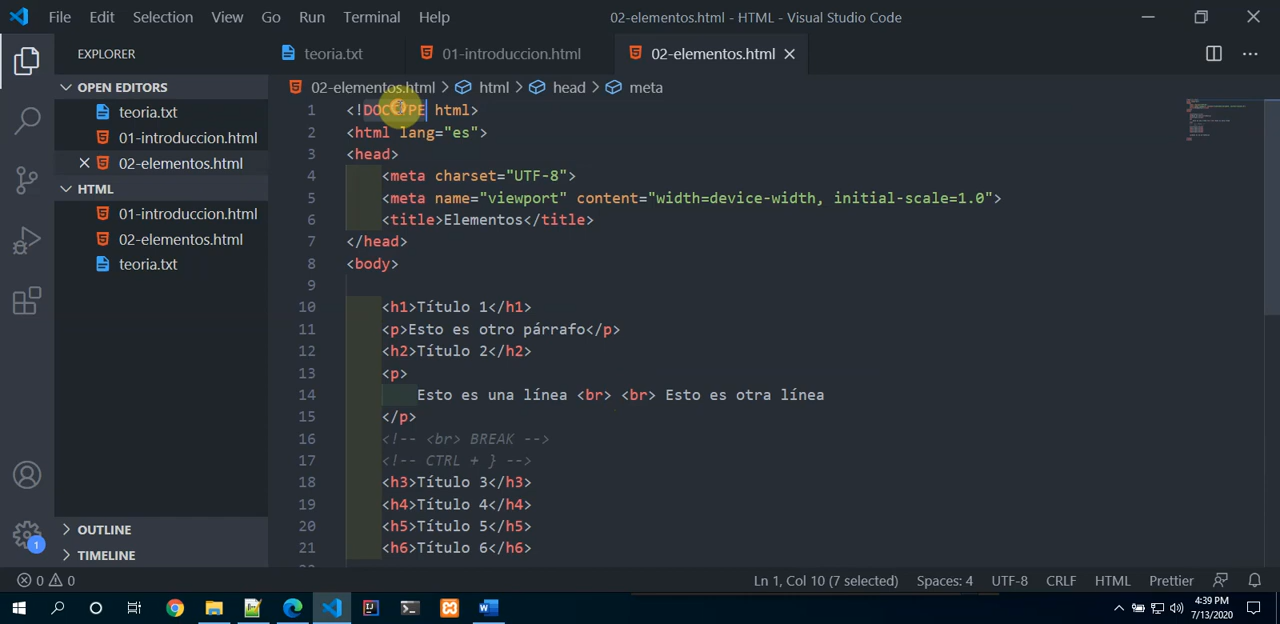 File Edit Selection View Go Run Terminal Help 02-elementos.html - HTML - Visual Studio Code
EXPLORER
teoria.txt 01-introduccion.html 02-elementos.html
OPEN EDITORS
teoria.txt
01-introduccion.html
02-elementos.html
HTML
01-introduccion.html
02-elementos.html
teoria.txt
OUTLINE
TIMELINE
02-elementos.html > html > head > meta
1 <!DOCTYPE html>
2 <html lang="es">
3 <head>
4 <meta charset="UTF-8">
5 <meta name="viewport" content="width=device-width, initial-scale=1.0">
6 <title>Elementos</title>
7 </head>
8 <body>
9
10 <h1>Título 1</h1>
11 <p>Esto es otro párrafo</p>
12 <h2>Título 2</h2>
13 <p>
14 Esto es una línea <br> <br> Esto es otra línea
15 </p>
16 <!-- <br> BREAK -->
17 <!-- CTRL + } -->
18 <h3>Título 3</h3>
19 <h4>Título 4</h4>
20 <h5>Título 5</h5>
21 <h6>Título 6</h6>
1
0 0 Ln 1, Col 10 (7 selected) Spaces: 4 UTF-8 CRLF HTML Prettier
4:39 PM
7/13/2020